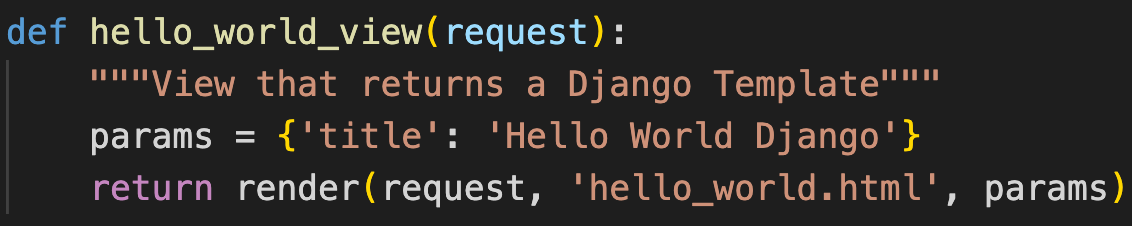 def hello_world_view(request):
    """View that returns a Django Template"""
    params = {'title': 'Hello World Django'}
    return render(request, 'hello_world.html', params)